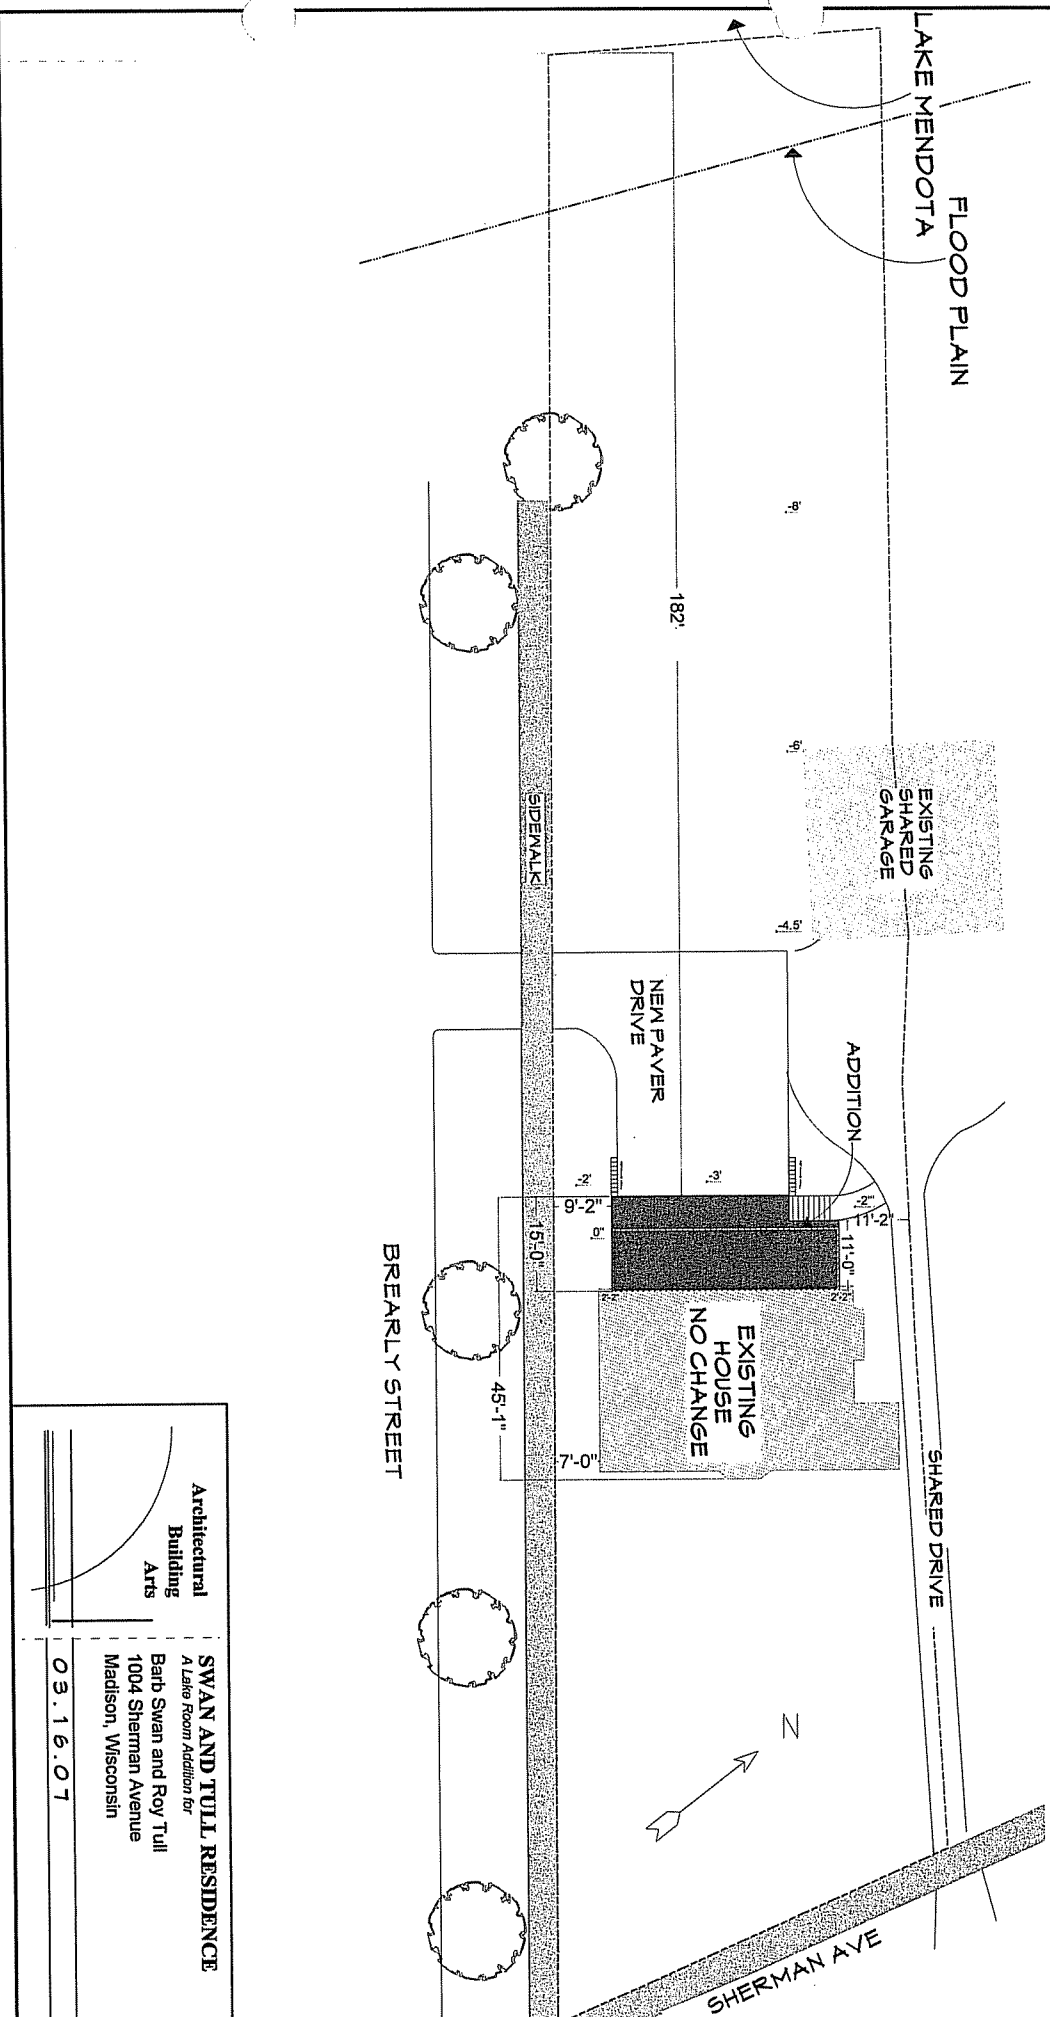 LAKE MENDOTA
FLOOD PLAIN
-8'
182'
-6'
EXISTING
SHARED
GARAGE
SIDEWALK
-4.5'
NEW PAVER
DRIVE
ADDITION
-2'
-3'
-2"'
9'-2"
11'-2"
0"
15'-0"
11'-0"
2'-2"
2'-2"
BREARLY STREET
EXISTING
HOUSE
NO CHANGE
45'-1"
7'-0"
SHARED DRIVE
N
SHERMAN AVE
Architectural
Building
Arts
SWAN AND TULL RESIDENCE
A Lake Room Addition for
Barb Swan and Roy Tull
1004 Sherman Avenue
Madison, Wisconsin
03.16.07